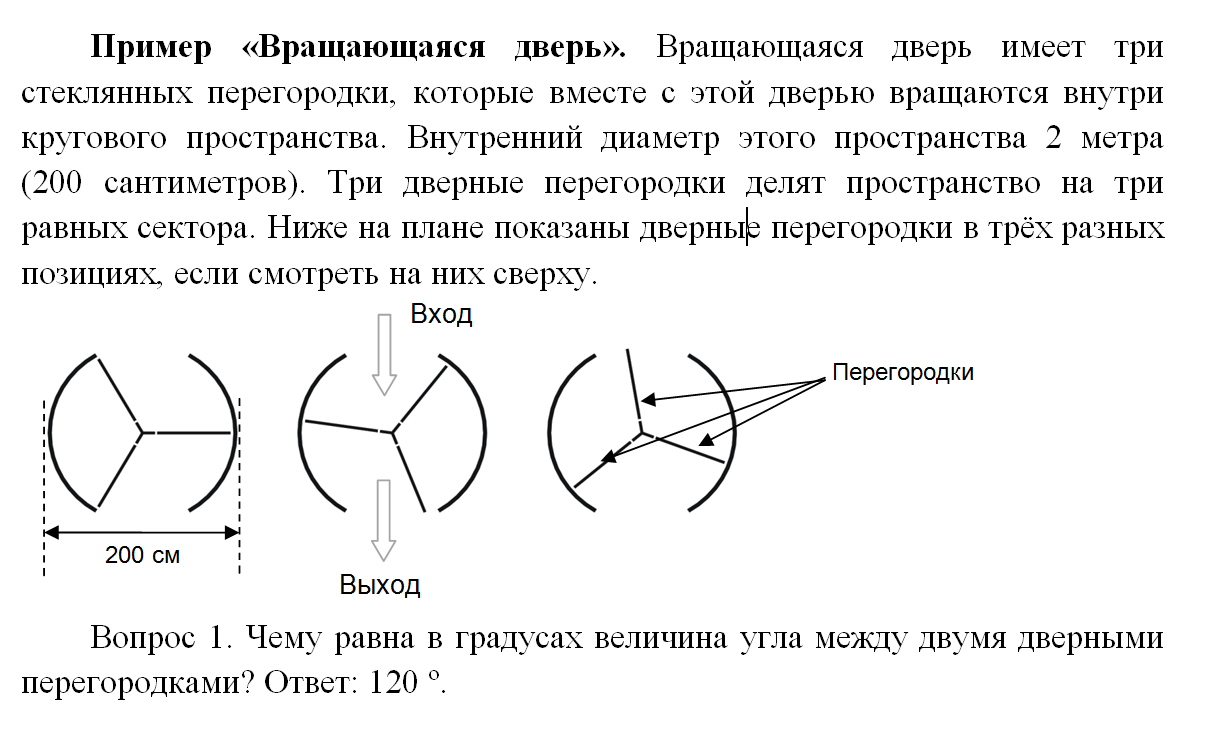 Пример «Вращающаяся дверь». Вращающаяся дверь имеет три
стеклянных перегородки, которые вместе с этой дверью вращаются внутри
кругового пространства. Внутренний диаметр этого пространства 2 метра
(200 сантиметров). Три дверные перегородки делят пространство на три
равных сектора. Ниже на плане показаны дверные перегородки в трёх разных
позициях, если смотреть на них сверху.
Вход
Перегородки
200 см
Выход
Вопрос 1. Чему равна в градусах величина угла между двумя дверными
перегородками? Ответ: 120 °.